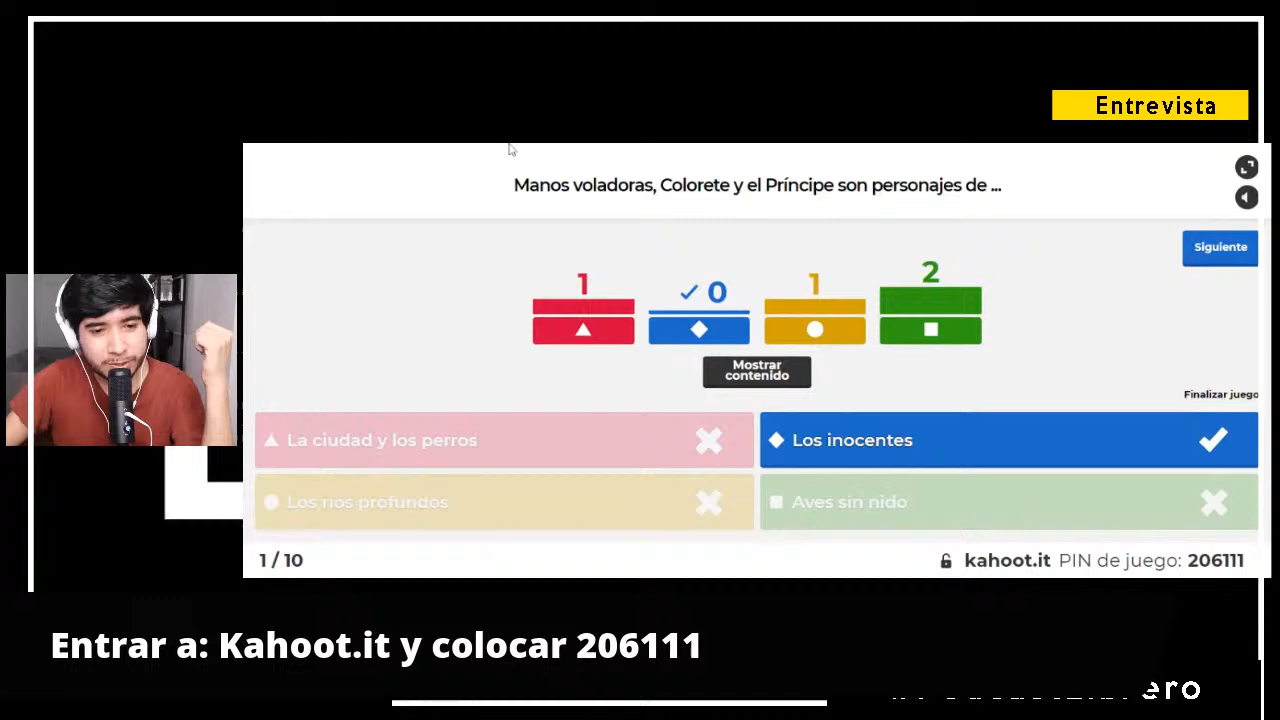 Entrevista
Manos voladoras, Colorete y el Príncipe son personajes de ...
Siguiente
1
0
1
2
Mostrar
contenido
Finalizar juego
La ciudad y los perros
Los inocentes
Los rios profundos
Aves sin nido
1 / 10
kahoot.it PIN de juego: 206111
Entrar a: Kahoot.it y colocar 206111